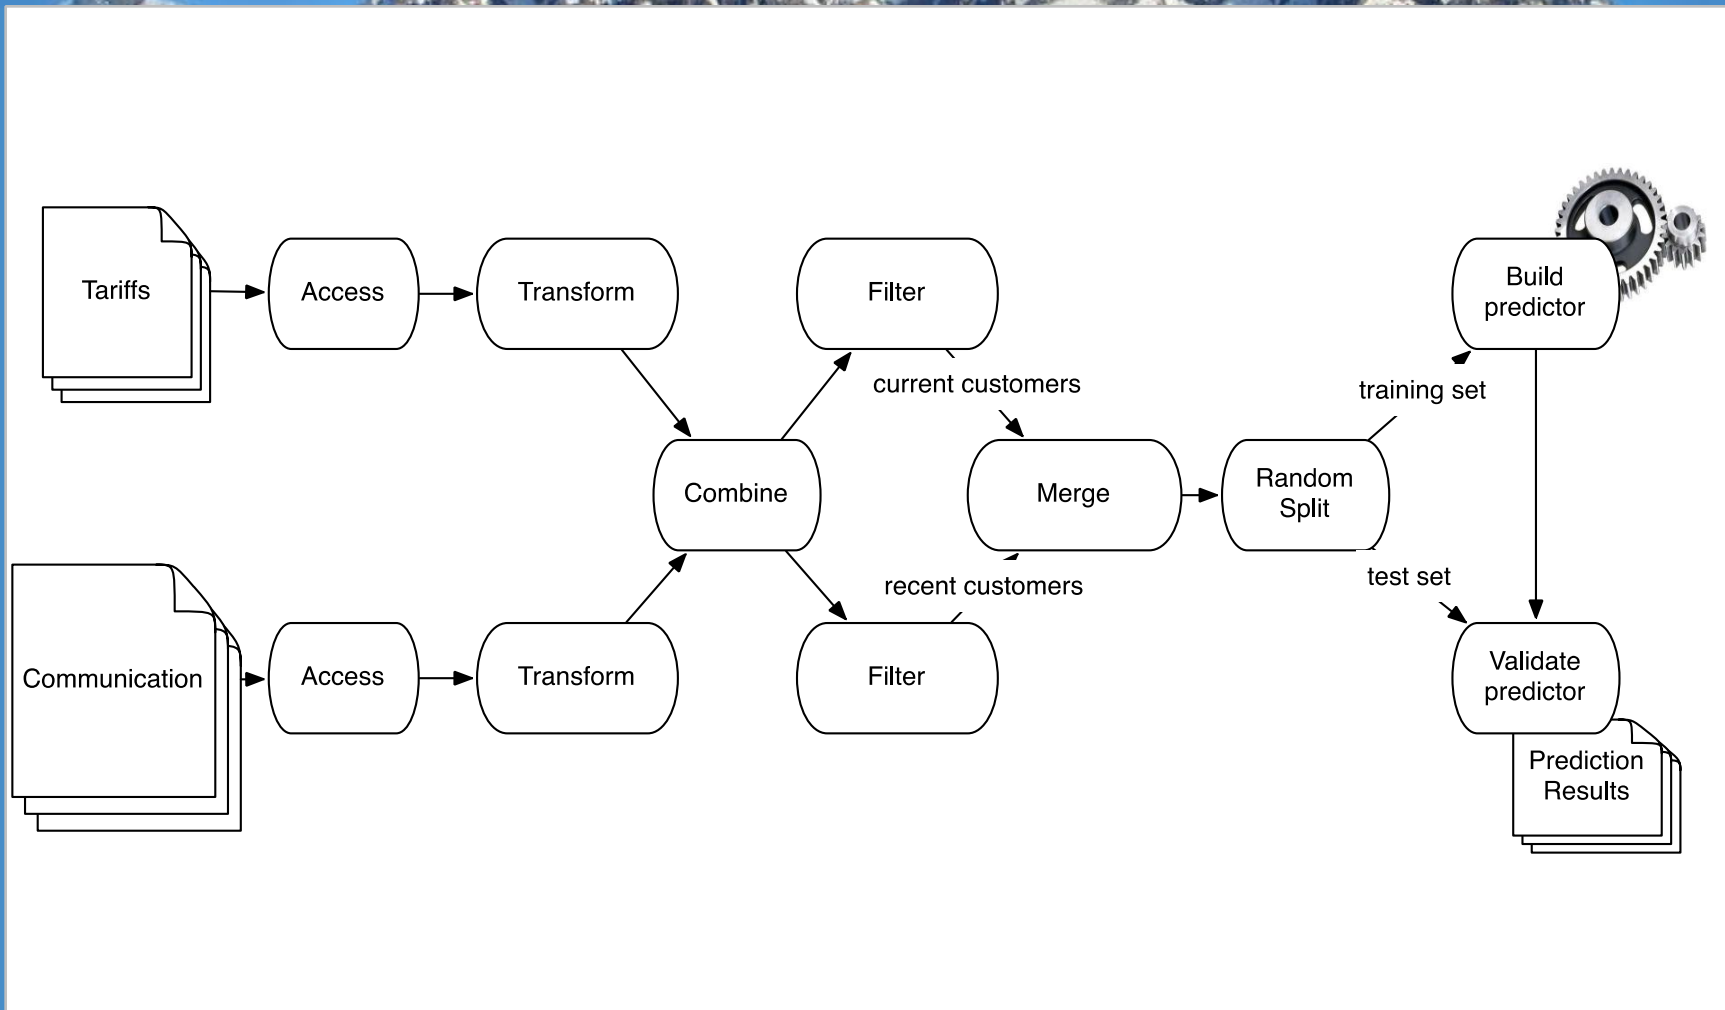 Tariffs
Access
Transform
Filter
Build
predictor
current customers
training set
Combine
Merge
Random
Split
recent customers
test set
Communication
Access
Transform
Filter
Validate
predictor
Prediction
Results